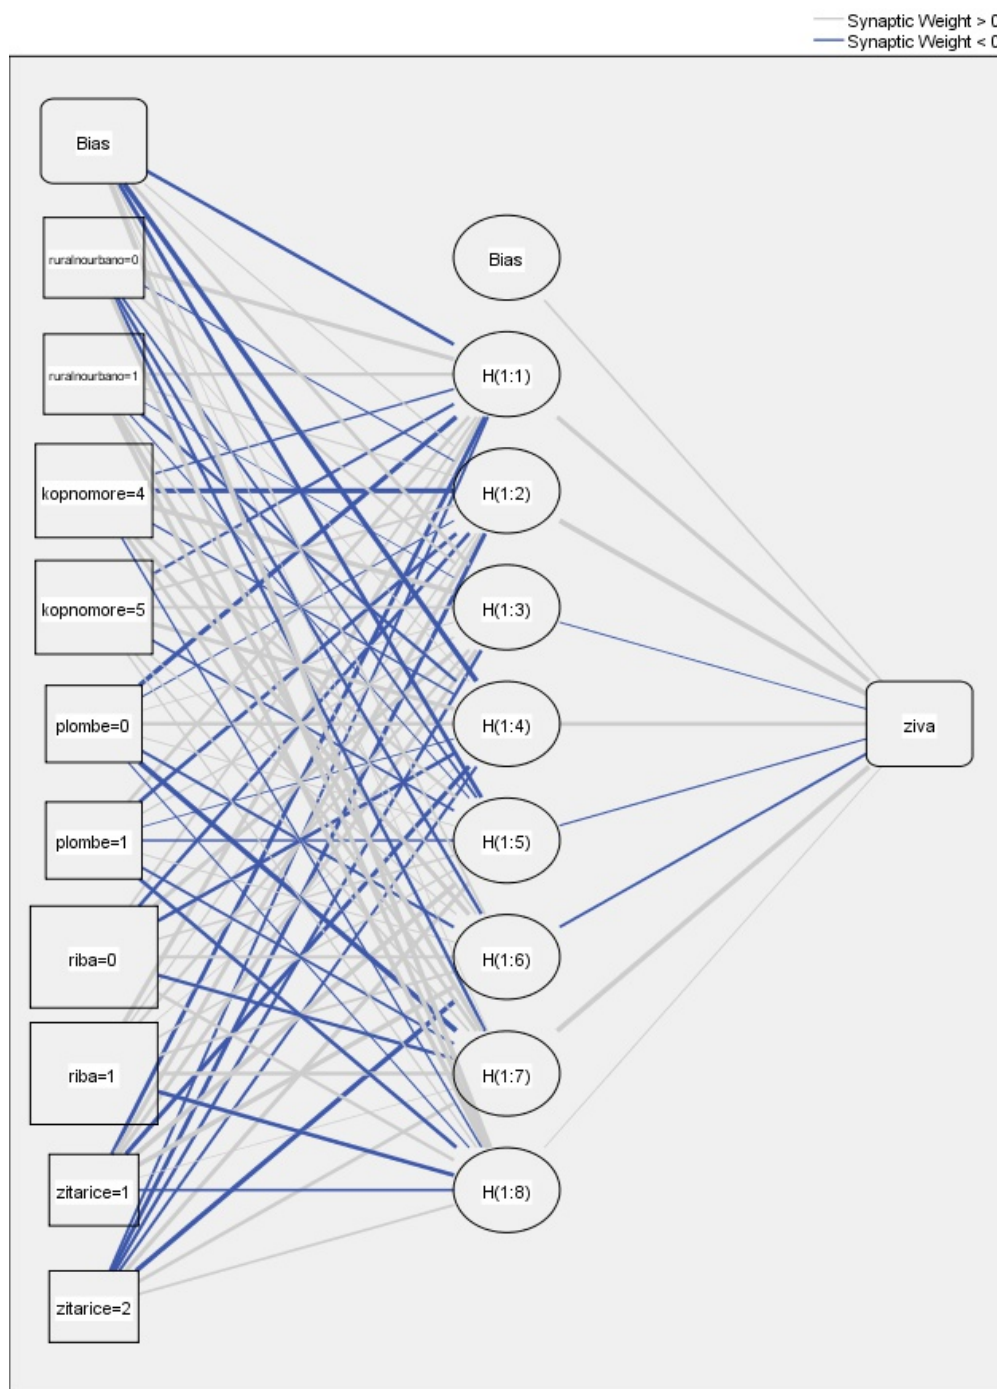 Synaptic Weight > 0
Synaptic Weight < 0
Bias
ruralnourbano=0
ruralnourbano=1
kopnomore=4
kopnomore=5
plombe=0
plombe=1
riba=0
riba=1
zitarice=1
zitarice=2
Bias
H(1:1)
H(1:2)
H(1:3)
H(1:4)
H(1:5)
H(1:6)
H(1:7)
H(1:8)
ziva